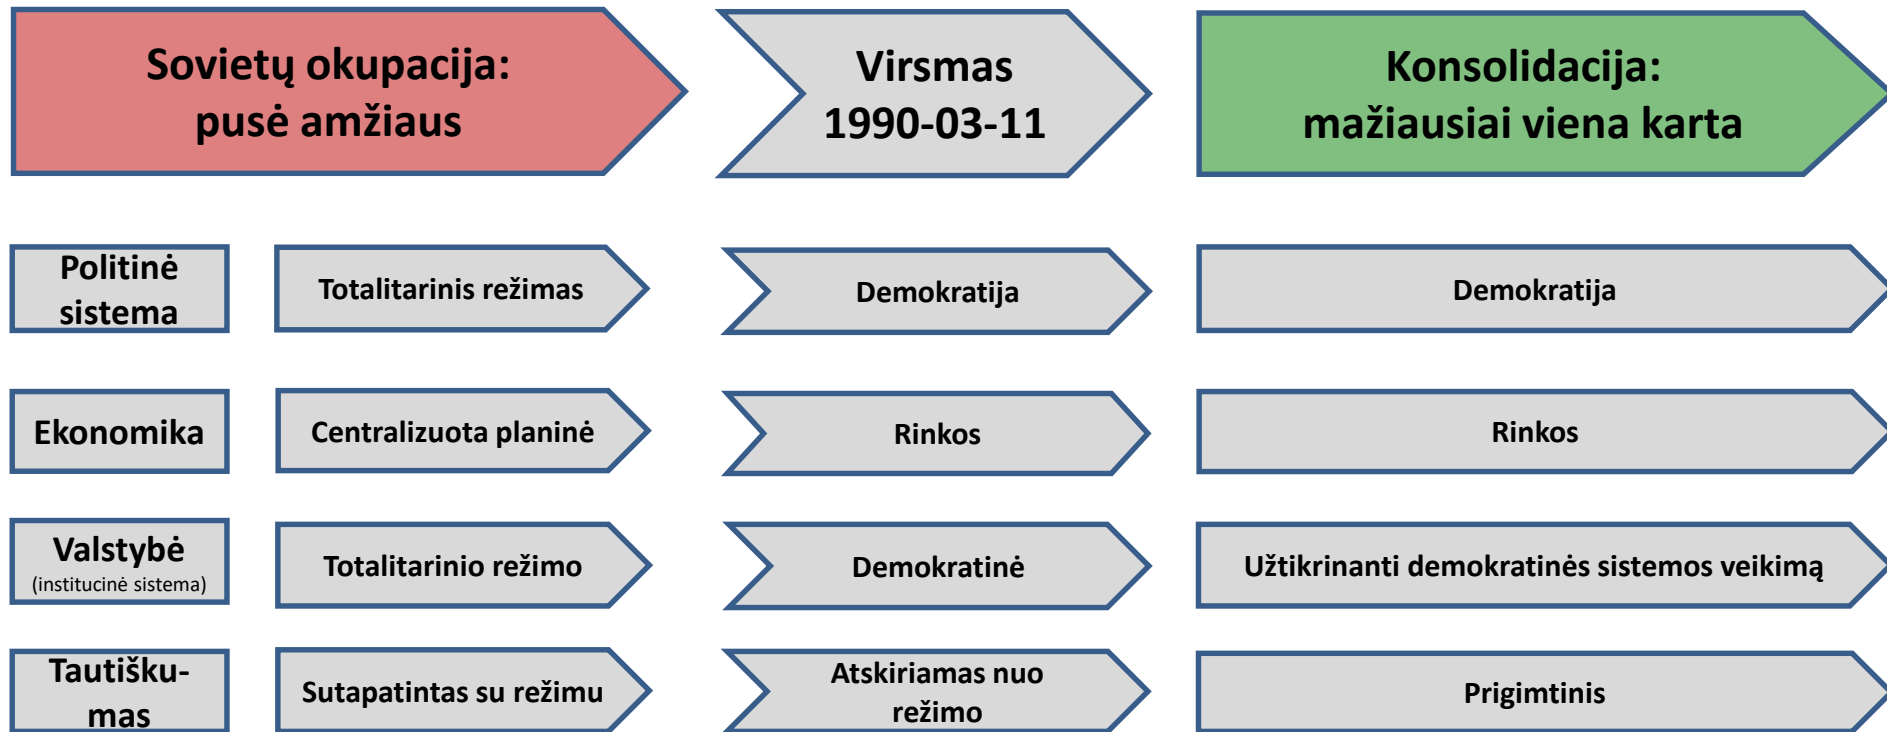 Sovietų okupacija:
pusė amžiaus
Virsmas
1990-03-11
Konsolidacija:
mažiausiai viena karta
Politinė
sistema
Totalitarinis režimas
Demokratija
Demokratija
Ekonomika
Centralizuota planinė
Rinkos
Rinkos
Valstybė
(institucinė sistema)
Totalitarinio režimo
Demokratinė
Užtikrinanti demokratinės sistemos veikimą
Tautišku-
mas
Sutapatintas su režimu
Atskiriamas nuo
režimo
Prigimtinis